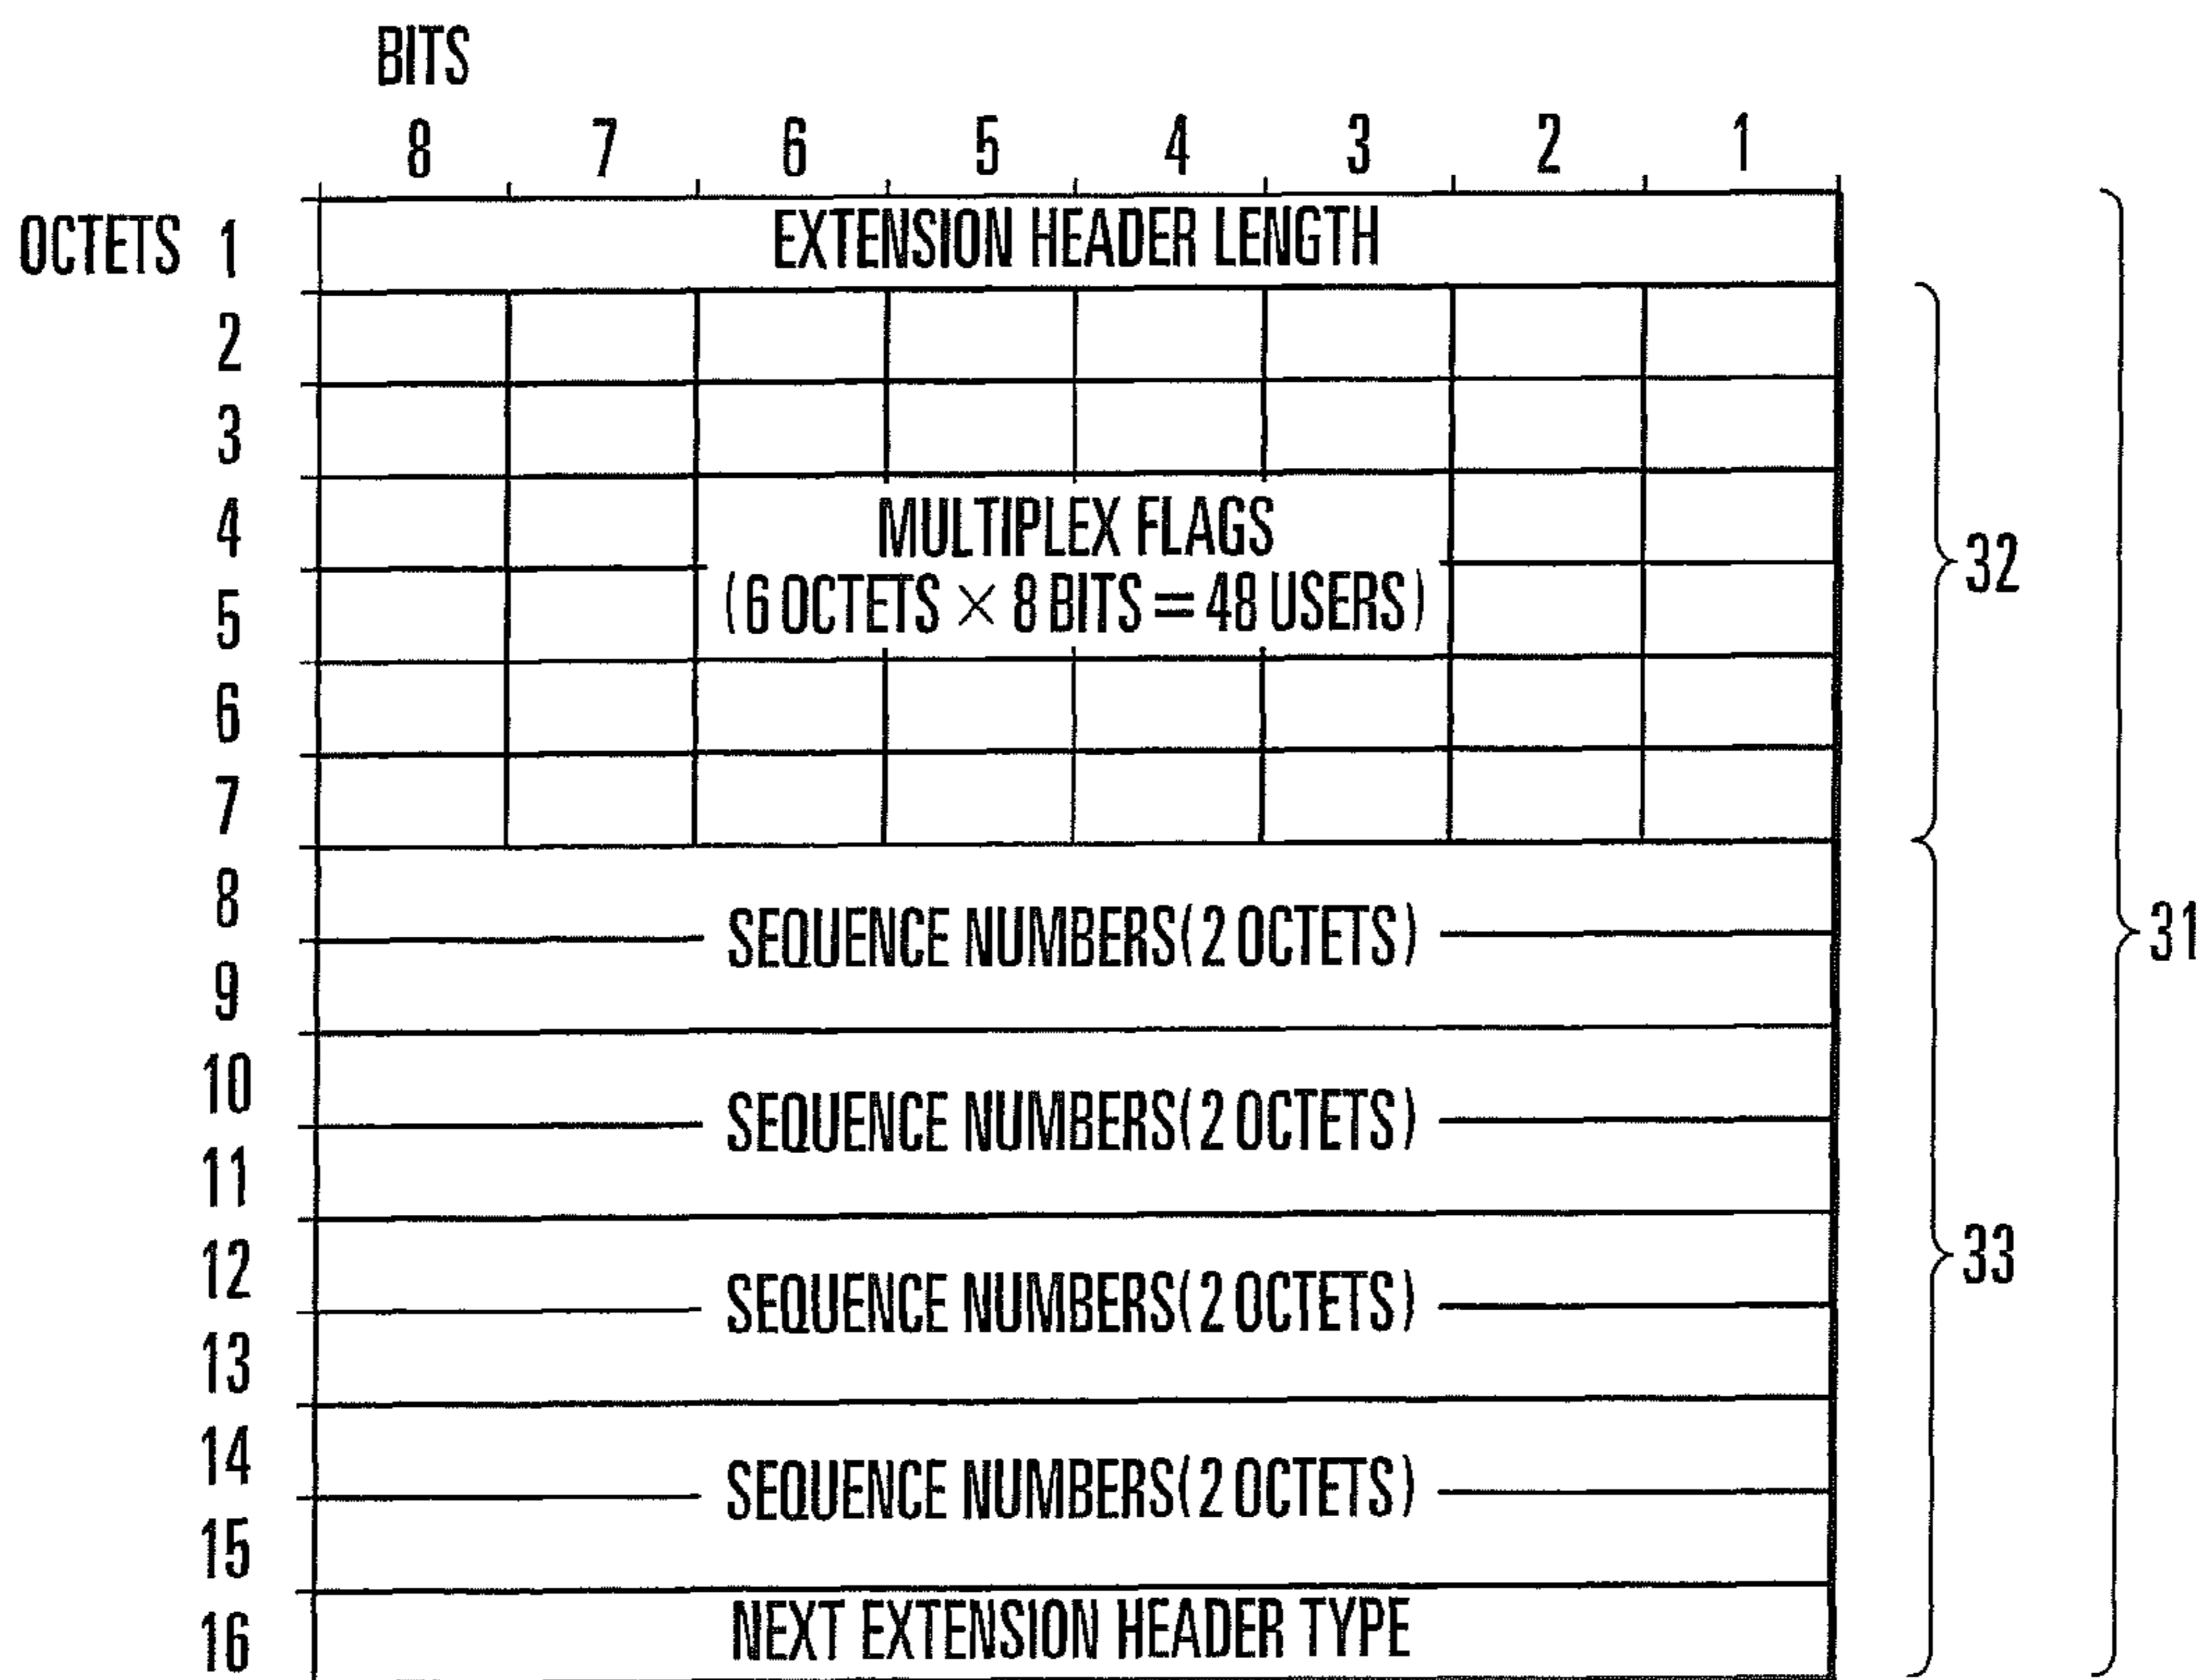 BITS
8 7 6 5 4 3 2 1
OCTETS 1 EXTENSION HEADER LENGTH
2
3
4 MULTIPLEX FLAGS
5 (6 OCTETS × 8 BITS = 48 USERS)
32
6
7
8
SEQUENCE NUMBERS(2 OCTETS)
31
9
10
SEQUENCE NUMBERS(2 OCTETS)
11
12
33
SEQUENCE NUMBERS(2 OCTETS)
13
14
SEQUENCE NUMBERS(2 OCTETS)
15
16 NEXT EXTENSION HEADER TYPE